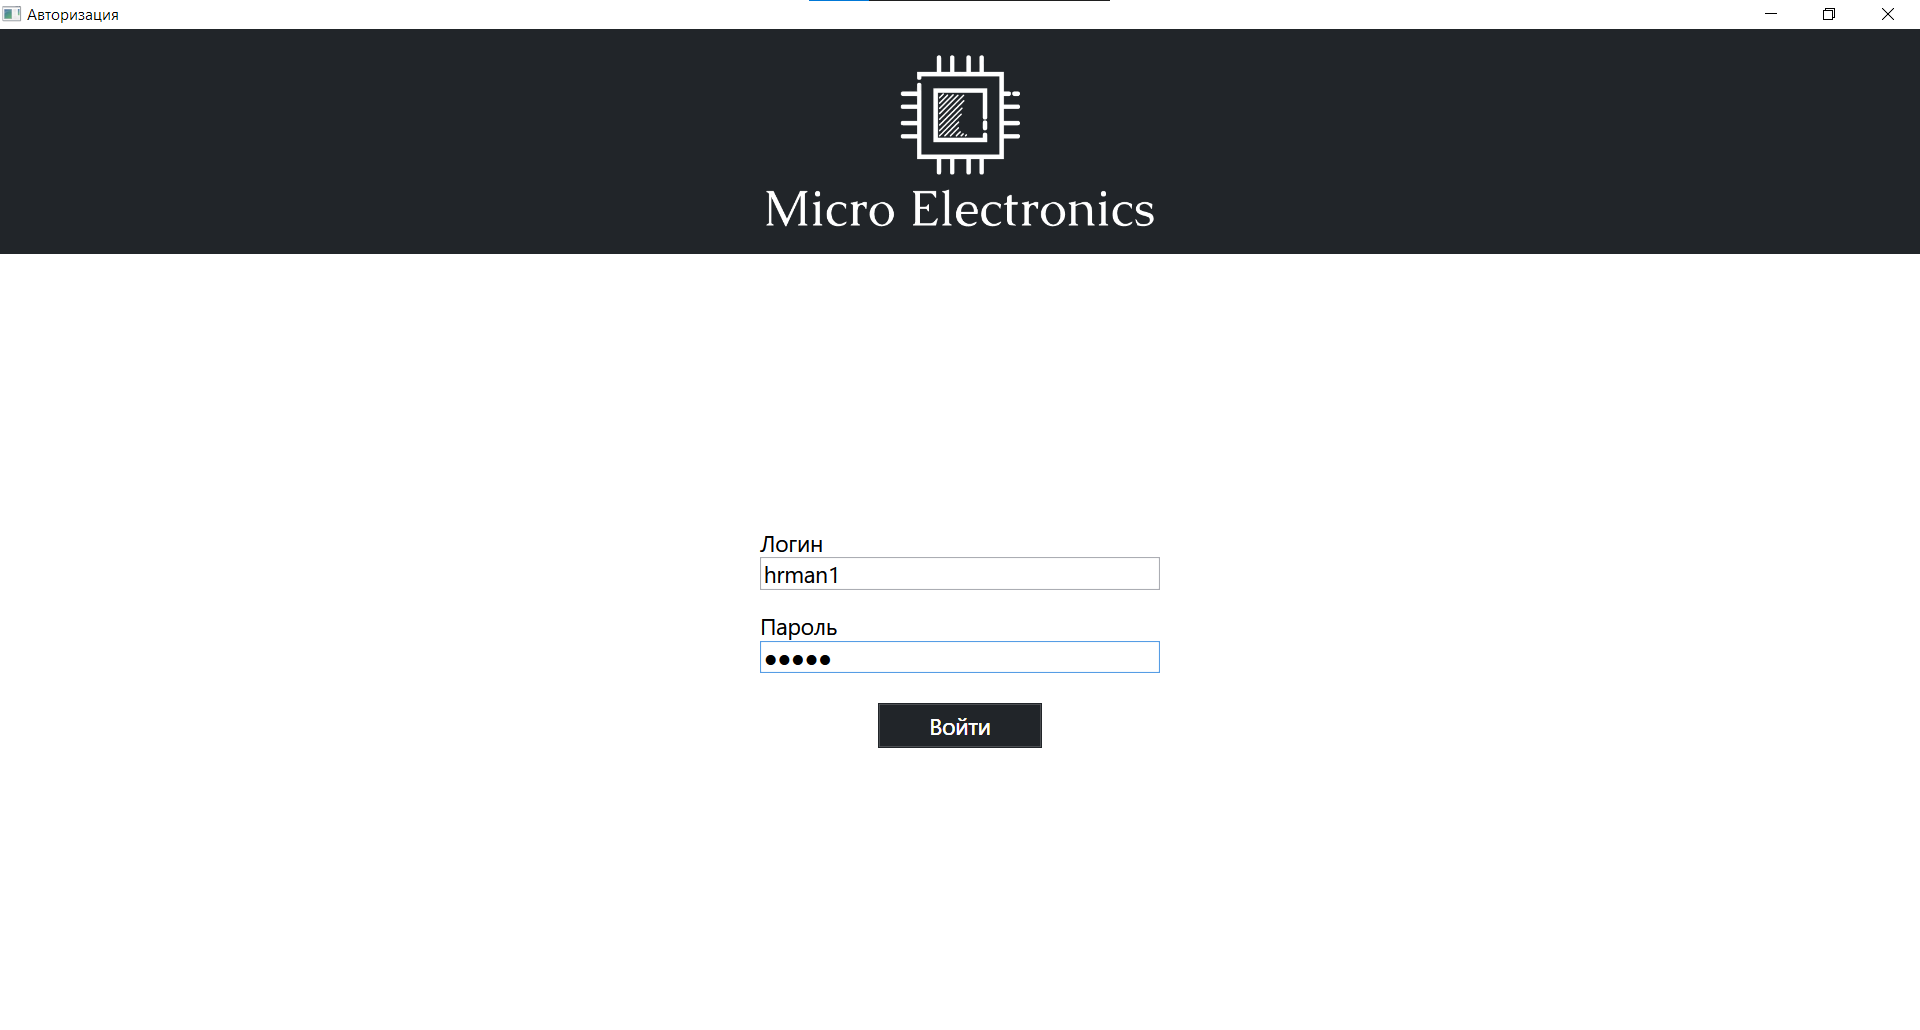 Авторизация
Micro Electronics
Логин
hrman1
Пароль
●●●●●
Войти